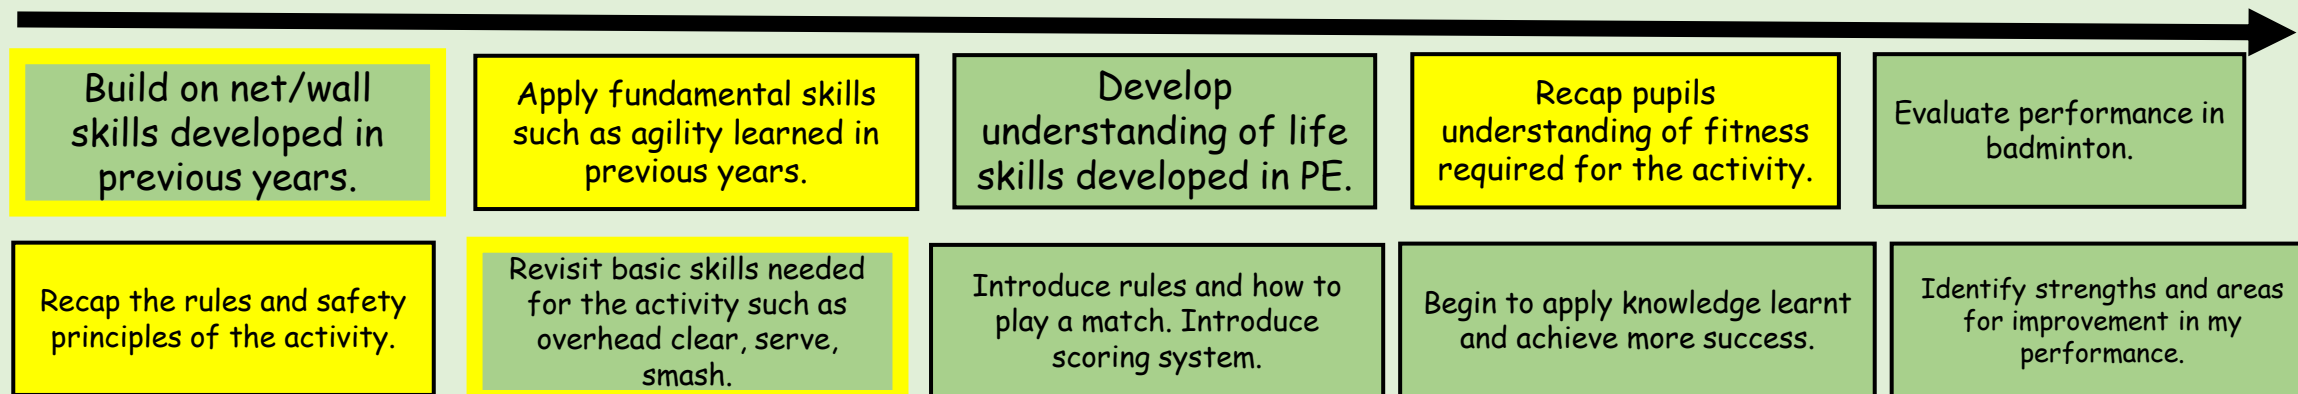 Build on net/wall
skills developed in
previous years.
Apply fundamental skills
such as agility learned in
previous years.
Develop
understanding of life
skills developed in PE.
Recap pupils
understanding of fitness
required for the activity.
Evaluate performance in
badminton.
Recap the rules and safety
principles of the activity.
Revisit basic skills needed
for the activity such as
overhead clear, serve,
smash.
Introduce rules and how to
play a match. Introduce
scoring system.
Begin to apply knowledge learnt
and achieve more success.
Identify strengths and areas
for improvement in my
performance.